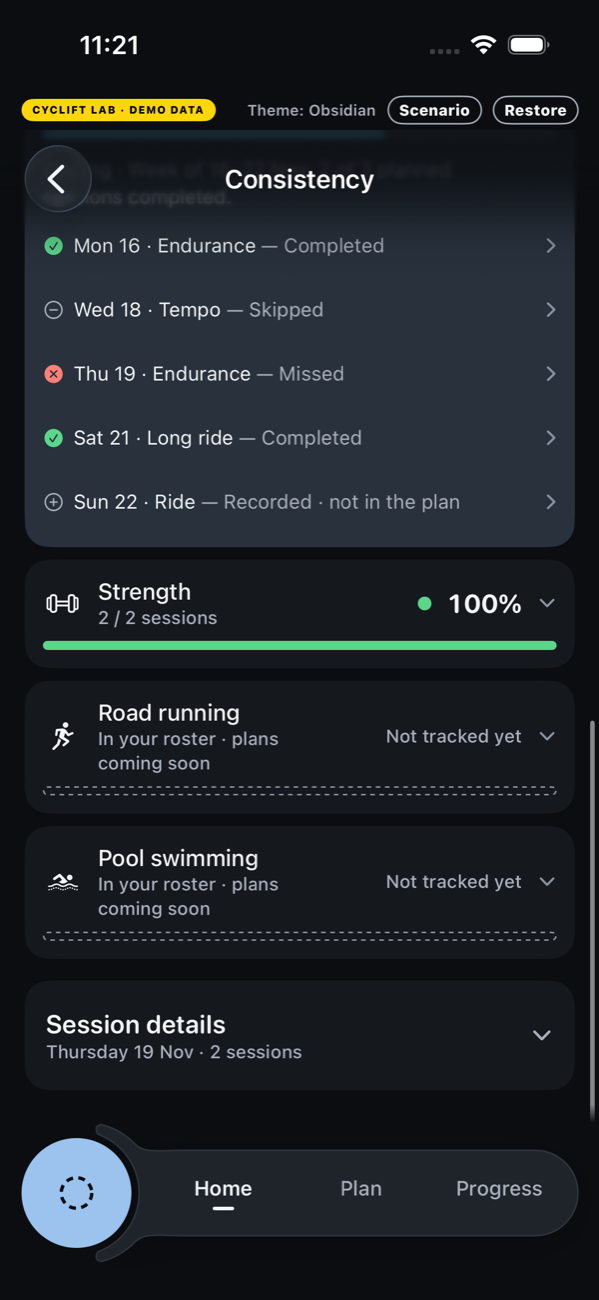 11:21
CYCLIFT LAB · DEMO DATA
Theme: Obsidian
Scenario
Restore
Consistency
Mon 16 · Endurance — Completed
Wed 18 · Tempo — Skipped
Thu 19 · Endurance — Missed
Sat 21 · Long ride — Completed
Sun 22 · Ride — Recorded · not in the plan
Strength
100%
2 / 2 sessions
Road running
In your roster · plans
coming soon
Not tracked yet
Pool swimming
In your roster · plans
coming soon
Not tracked yet
Session details
Thursday 19 Nov · 2 sessions
Home
Plan
Progress